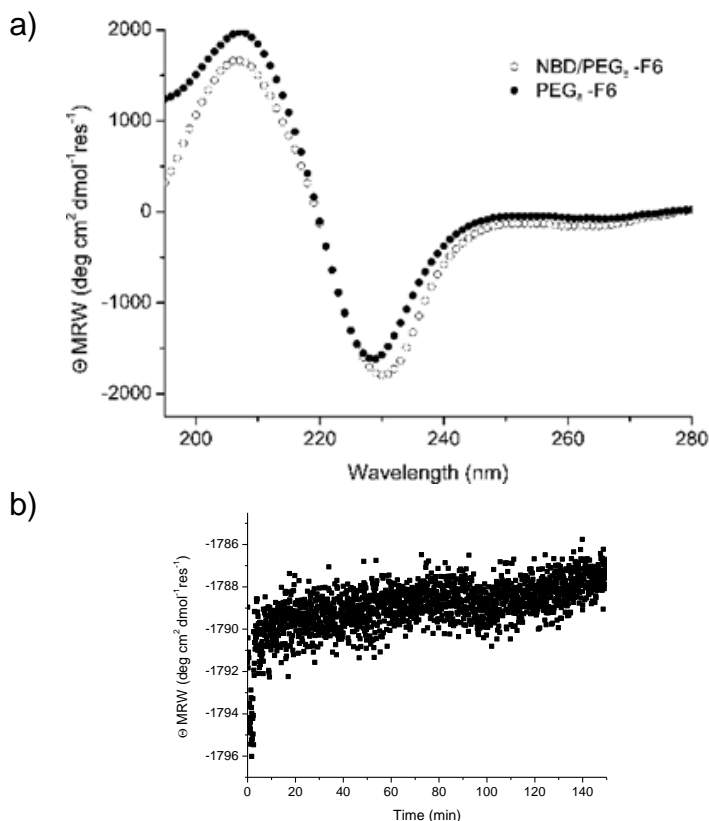 a)
2000
1000
0
-1000
-2000
Θ MRW (deg cm² dmol⁻¹res⁻¹)
NBD/PEG₈ -F6
PEG₈ -F6
200 220 240 260 280
Wavelength (nm)
b)
-1786
-1788
-1790
-1792
-1794
-1796
Θ MRW (deg cm² dmol⁻¹res⁻¹)
0 20 40 60 80 100 120 140
Time (min)